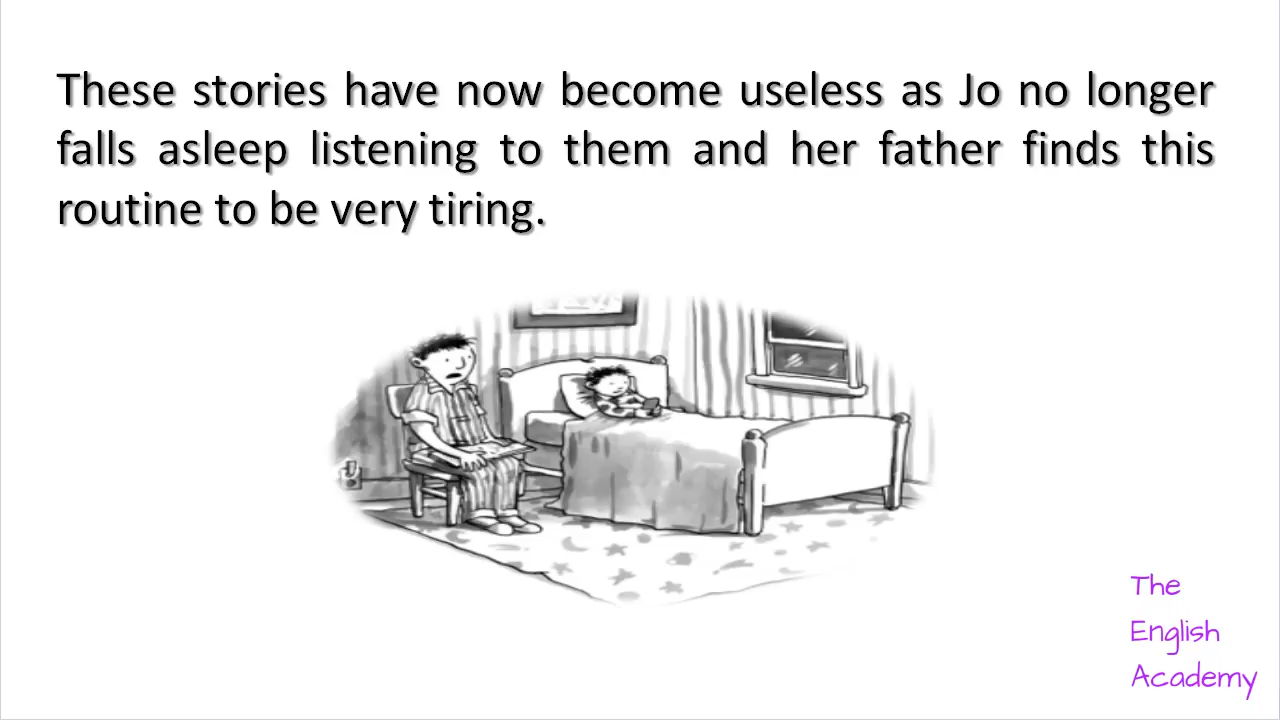 These stories have now become useless as Jo no longer
falls asleep listening to them and her father finds this
routine to be very tiring.
The
English
Academy